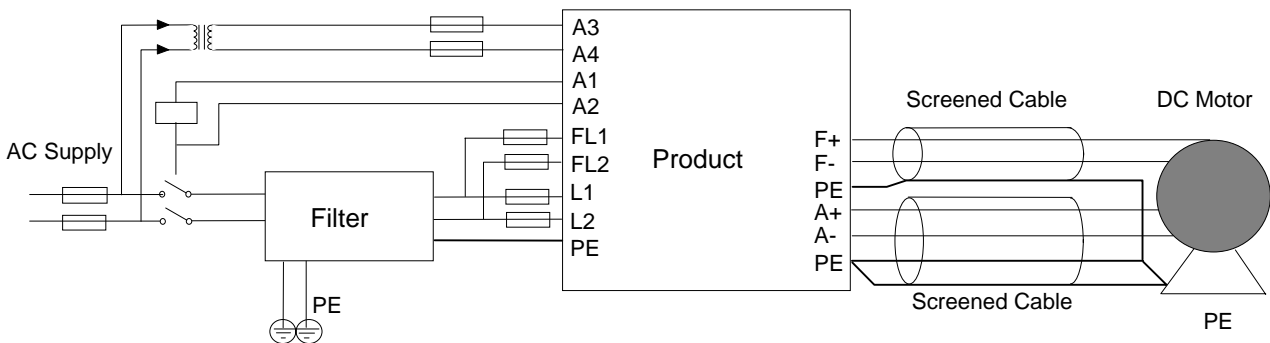 A3
A4
A1
A2
Screened Cable
DC Motor
FL1
AC Supply
F+
FL2
Product
F-
PE
L1
Filter
L2
A+
A-
PE
PE
PE
Screened Cable
PE